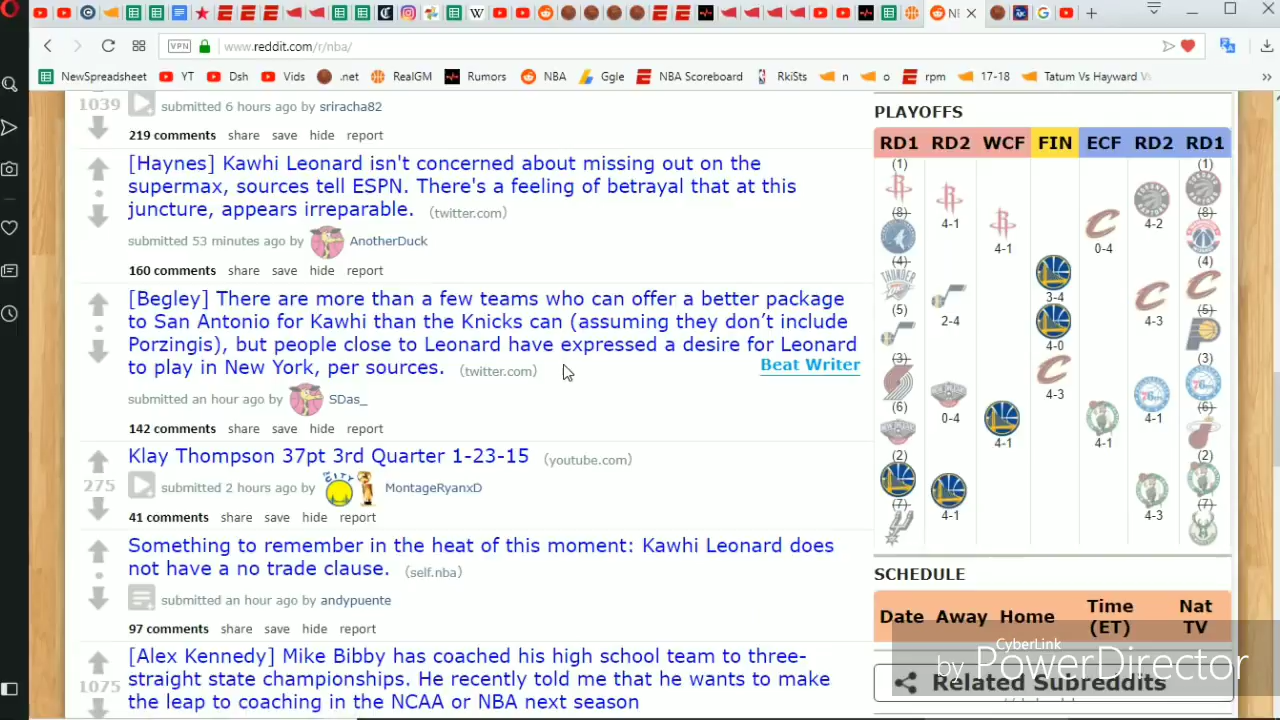 www.reddit.com/r/nba/
VPN
NewSpreadsheet YT Dsh Vids .net RealGM Rumors NBA Ggle NBA Scoreboard RkiSts n o rpm 17-18 Tatum Vs Hayward
1039 submitted 6 hours ago by sriracha82
219 comments share save hide report
[Haynes] Kawhi Leonard isn't concerned about missing out on the
supermax, sources tell ESPN. There's a feeling of betrayal that at this
juncture, appears irreparable. (twitter.com)
submitted 53 minutes ago by AnotherDuck
160 comments share save hide report
[Begley] There are more than a few teams who can offer a better package
to San Antonio for Kawhi than the Knicks can (assuming they don’t include
Porzingis), but people close to Leonard have expressed a desire for Leonard
to play in New York, per sources. (twitter.com) Beat Writer
submitted an hour ago by SDas_
142 comments share save hide report
Klay Thompson 37pt 3rd Quarter 1-23-15 (youtube.com)
275 submitted 2 hours ago by MontageRyanxD
41 comments share save hide report
Something to remember in the heat of this moment: Kawhi Leonard does
not have a no trade clause. (self.nba)
submitted an hour ago by andypuente
97 comments share save hide report
[Alex Kennedy] Mike Bibby has coached his high school team to three-
1075 straight state championships. He recently told me that he wants to make
the leap to coaching in the NCAA or NBA next season
PLAYOFFS
RD1 RD2 WCF FIN ECF RD2 RD1
(1) (1)
(8) 4-1 4-2 (8)
4-1 0-4
(4) (4)
3-4
(5) 2-4 4-3 (5)
4-0
(3) (3)
4-3
(6) 0-4 4-1 (6)
4-1 4-1
(2) (2)
(7) 4-1 4-3 (7)
SCHEDULE
Date Away Home Time (ET) Nat TV
Related Subreddits
CyberLink
by PowerDirector